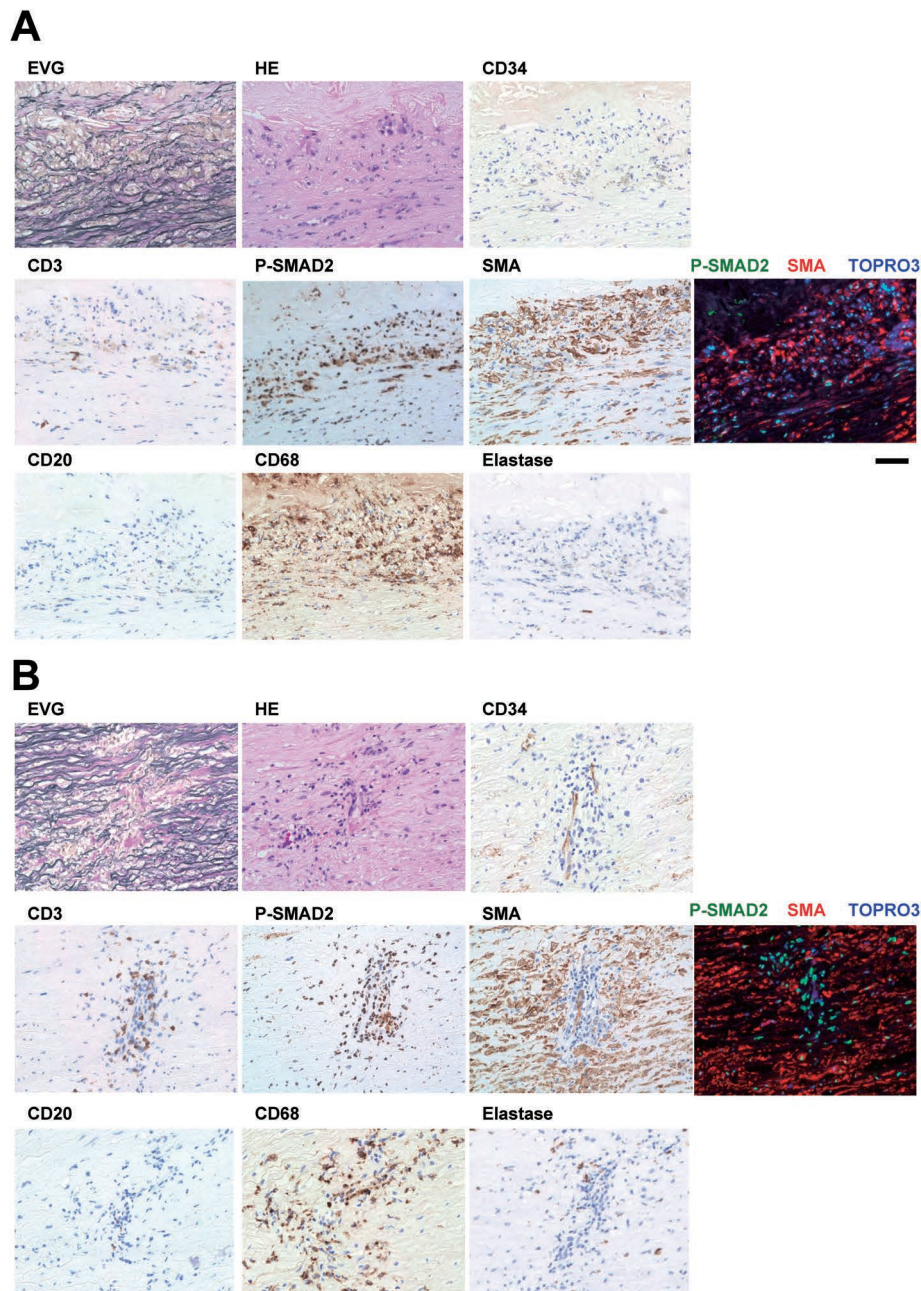 A
EVG HE CD34
CD3 P-SMAD2 SMA P-SMAD2 SMA TOPRO3
CD20 CD68 Elastase
B
EVG HE CD34
CD3 P-SMAD2 SMA P-SMAD2 SMA TOPRO3
CD20 CD68 Elastase